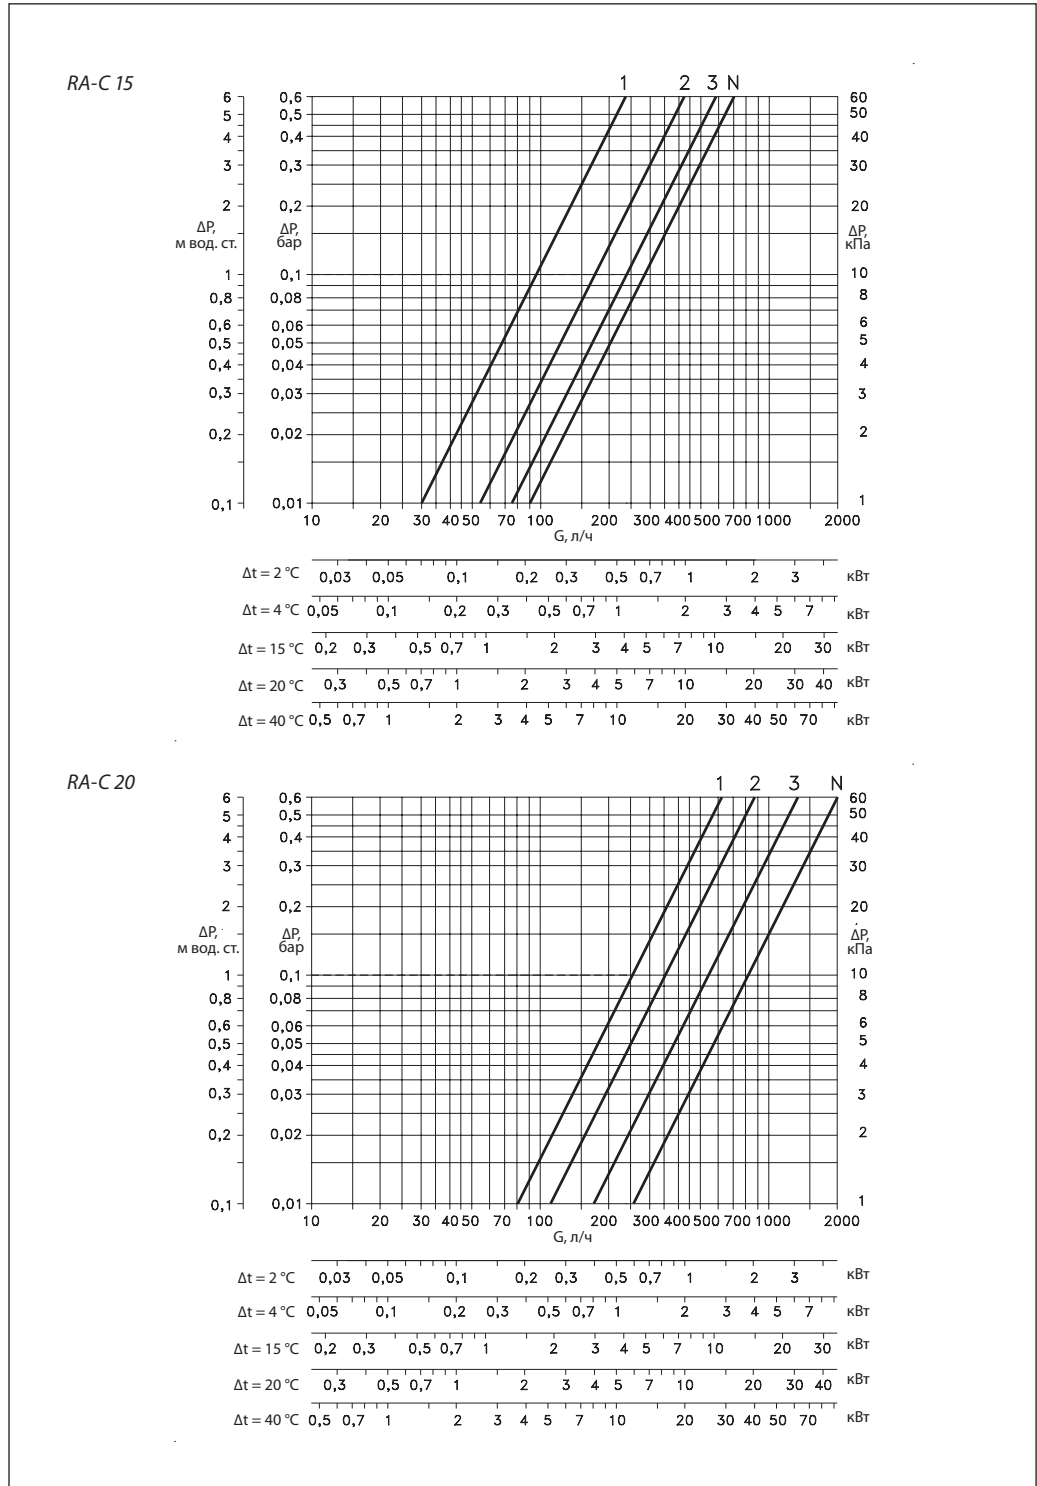 RA-C 15
1 2 3 N
6 0,6 60
5 0,5 50
4 0,4 40
3 0,3 30
2 0,2 20
ΔP, ΔP, ΔP,
м вод. ст. бар кПа
1 0,1 10
0,8 0,08 8
0,6 0,06 6
0,5 0,05 5
0,4 0,04 4
0,3 0,03 3
0,2 0,02 2
0,1 0,01 1
10 20 30 40 50 70 100 200 300 400 500 700 1000 2000
G, л/ч
Δt = 2 °C 0,03 0,05 0,1 0,2 0,3 0,5 0,7 1 2 3 кВт
Δt = 4 °C 0,05 0,1 0,2 0,3 0,5 0,7 1 2 3 4 5 7 кВт
Δt = 15 °C 0,2 0,3 0,5 0,7 1 2 3 4 5 7 10 20 30 кВт
Δt = 20 °C 0,3 0,5 0,7 1 2 3 4 5 7 10 20 30 40 кВт
Δt = 40 °C 0,5 0,7 1 2 3 4 5 7 10 20 30 40 50 70 кВт
RA-C 20
1 2 3 N
6 0,6 60
5 0,5 50
4 0,4 40
3 0,3 30
2 0,2 20
ΔP, ΔP, ΔP,
м вод. ст. бар кПа
1 0,1 10
0,8 0,08 8
0,6 0,06 6
0,5 0,05 5
0,4 0,04 4
0,3 0,03 3
0,2 0,02 2
0,1 0,01 1
10 20 30 40 50 70 100 200 300 400 500 700 1000 2000
G, л/ч
Δt = 2 °C 0,03 0,05 0,1 0,2 0,3 0,5 0,7 1 2 3 кВт
Δt = 4 °C 0,05 0,1 0,2 0,3 0,5 0,7 1 2 3 4 5 7 кВт
Δt = 15 °C 0,2 0,3 0,5 0,7 1 2 3 4 5 7 10 20 30 кВт
Δt = 20 °C 0,3 0,5 0,7 1 2 3 4 5 7 10 20 30 40 кВт
Δt = 40 °C 0,5 0,7 1 2 3 4 5 7 10 20 30 40 50 70 кВт